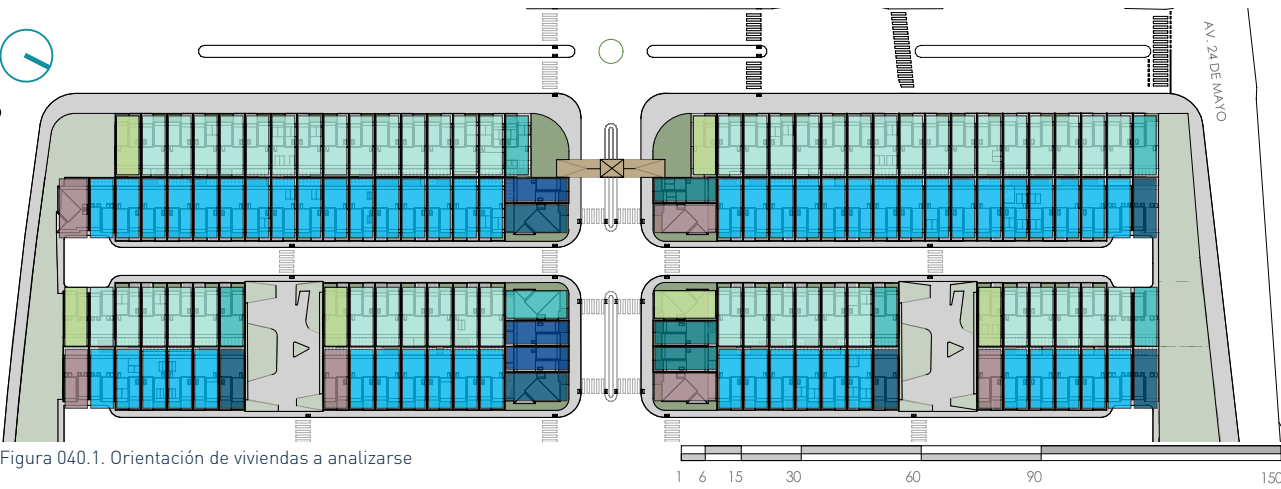 AV. 24 DE MAYO
Figura 040.1. Orientación de viviendas a analizarse
1 6 15 30 60 90 150